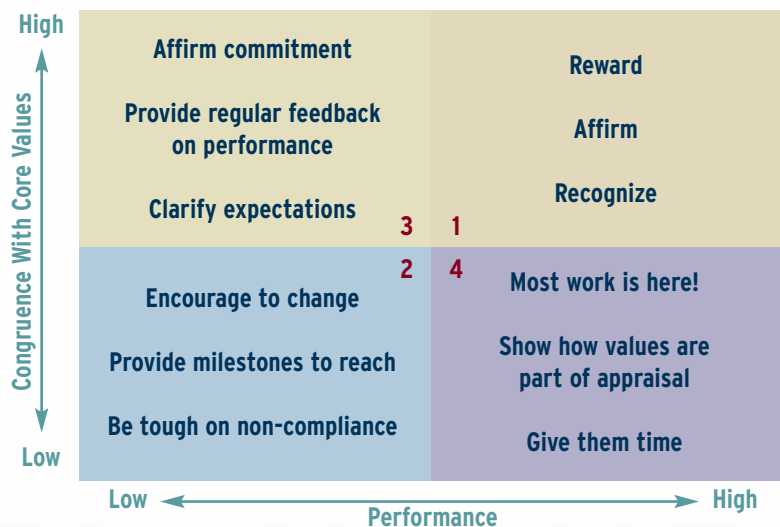 High
Congruence With Core Values
Low
Affirm commitment
Provide regular feedback
on performance
Clarify expectations
3
Reward
Affirm
Recognize
1
2
Encourage to change
Provide milestones to reach
Be tough on non-compliance
4
Most work is here!
Show how values are
part of appraisal
Give them time
Low
Performance
High